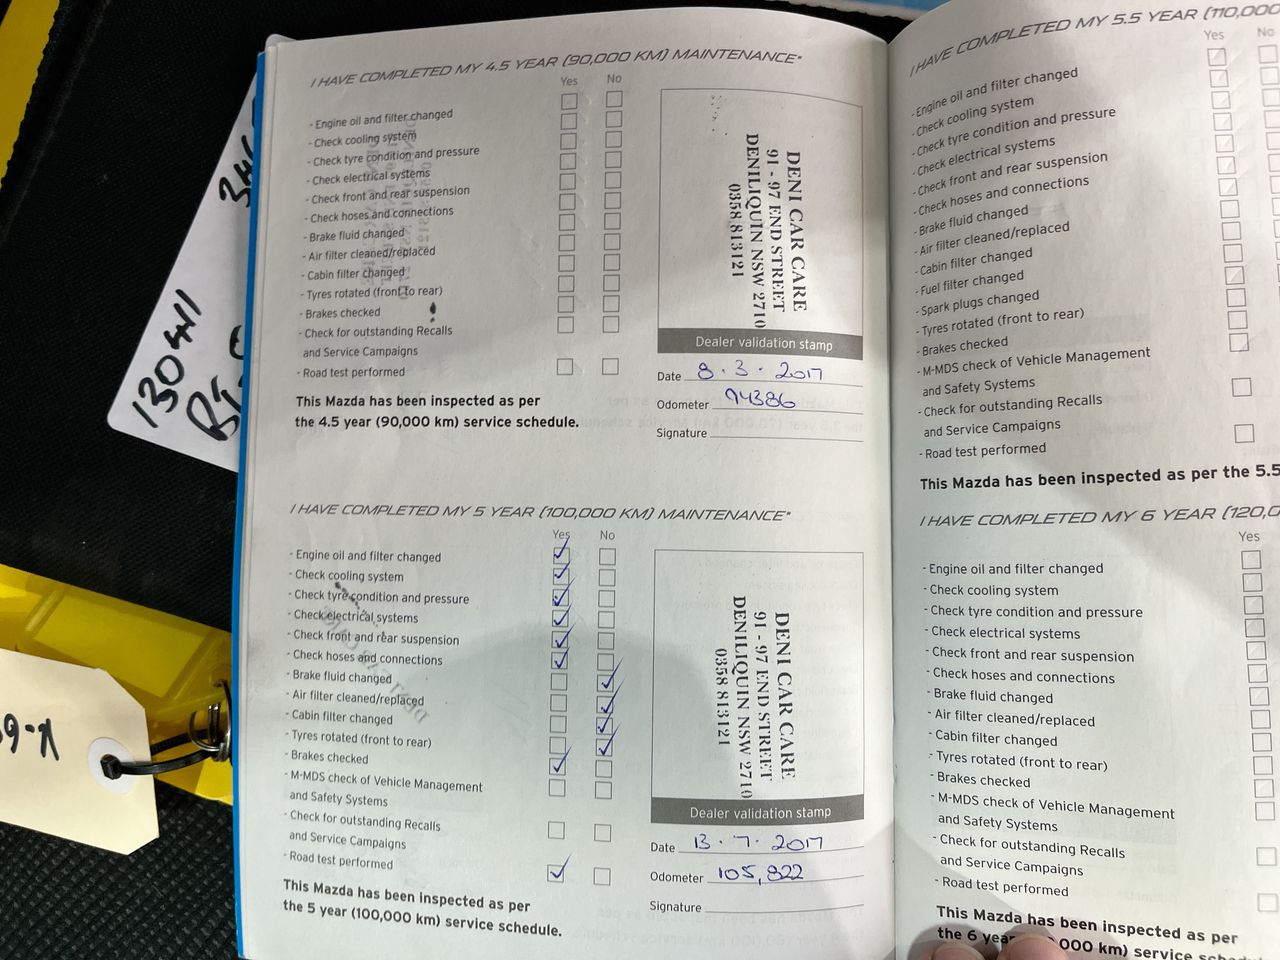 I HAVE COMPLETED MY 4.5 YEAR (90,000 KM) MAINTENANCE*
Yes No
- Engine oil and filter changed
- Check cooling system
- Check tyre condition and pressure
- Check electrical systems
- Check front and rear suspension
- Check hoses and connections
- Brake fluid changed
- Air filter cleaned/replaced
- Cabin filter changed
- Tyres rotated (front to rear)
- Brakes checked
- Check for outstanding Recalls
and Service Campaigns
- Road test performed
This Mazda has been inspected as per
the 4.5 year (90,000 km) service schedule.
DENI CAR CARE
91 - 97 END STREET
DENILIQUIN NSW 2710
0358 813121
Dealer validation stamp
Date 8.3.2017
Odometer 94386
Signature
I HAVE COMPLETED MY 5 YEAR (100,000 KM) MAINTENANCE*
Yes No
- Engine oil and filter changed
- Check cooling system
- Check tyre condition and pressure
- Check electrical systems
- Check front and rear suspension
- Check hoses and connections
- Brake fluid changed
- Air filter cleaned/replaced
- Cabin filter changed
- Tyres rotated (front to rear)
- Brakes checked
- M-MDS check of Vehicle Management
and Safety Systems
- Check for outstanding Recalls
and Service Campaigns
- Road test performed
This Mazda has been inspected as per
the 5 year (100,000 km) service schedule.
DENI CAR CARE
91 - 97 END STREET
DENILIQUIN NSW 2710
0358 813121
Dealer validation stamp
Date 13.7.2017
Odometer 105,822
Signature
I HAVE COMPLETED MY 5.5 YEAR (110,000
Yes No
- Engine oil and filter changed
- Check cooling system
- Check tyre condition and pressure
- Check electrical systems
- Check front and rear suspension
- Check hoses and connections
- Brake fluid changed
- Air filter cleaned/replaced
- Cabin filter changed
- Fuel filter changed
- Spark plugs changed
- Tyres rotated (front to rear)
- Brakes checked
- M-MDS check of Vehicle Management
and Safety Systems
- Check for outstanding Recalls
and Service Campaigns
- Road test performed
This Mazda has been inspected as per the 5.5
I HAVE COMPLETED MY 6 YEAR (120,0
Yes
- Engine oil and filter changed
- Check cooling system
- Check tyre condition and pressure
- Check electrical systems
- Check front and rear suspension
- Check hoses and connections
- Brake fluid changed
- Air filter cleaned/replaced
- Cabin filter changed
- Tyres rotated (front to rear)
- Brakes checked
- M-MDS check of Vehicle Management
and Safety Systems
- Check for outstanding Recalls
and Service Campaigns
- Road test performed
This Mazda has been inspected as per
the 6 year 000 km) service